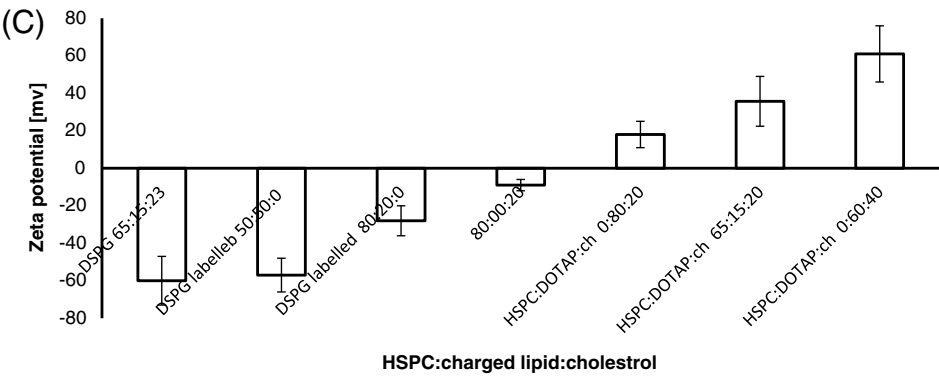 (C)
Zeta potential [mv]
80
60
40
20
0
-20
-40
-60
-80
DSPG 65:15:23
DSPG labelleb 50:50:0
DSPG labelled 80:20:0
80:00:20
HSPC:DOTAP:ch 0:80:20
HSPC:DOTAP:ch 65:15:20
HSPC:DOTAP:ch 0:60:40
HSPC:charged lipid:cholestrol